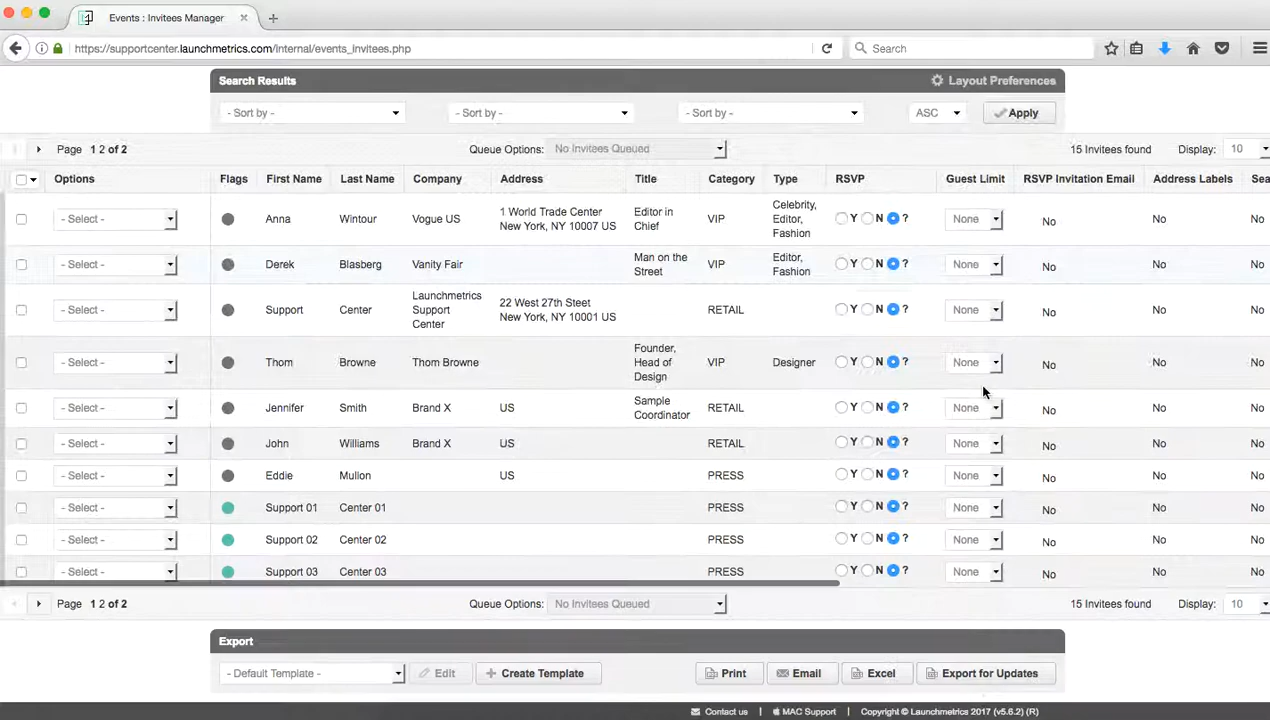 Events : Invitees Manager
https://supportcenter.launchmetrics.com/internal/events_invitees.php
Search
Search Results
Layout Preferences
- Sort by - - Sort by - - Sort by - ASC Apply
Page 1 2 of 2 Queue Options: No Invitees Queued 15 Invitees found Display: 10
Options Flags First Name Last Name Company Address Title Category Type RSVP Guest Limit RSVP Invitation Email Address Labels Sea
- Select - Anna Wintour Vogue US 1 World Trade Center New York, NY 10007 US Editor in Chief VIP Celebrity, Editor, Fashion Y N ? None No No No
- Select - Derek Blasberg Vanity Fair Man on the Street VIP Editor, Fashion Y N ? None No No No
- Select - Support Center Launchmetrics Support Center 22 West 27th Steet New York, NY 10001 US RETAIL Y N ? None No No No
- Select - Thom Browne Thom Browne Founder, Head of Design VIP Designer Y N ? None No No No
- Select - Jennifer Smith Brand X US Sample Coordinator RETAIL Y N ? None No No No
- Select - John Williams Brand X US RETAIL Y N ? None No No No
- Select - Eddie Mullon US PRESS Y N ? None No No No
- Select - Support 01 Center 01 PRESS Y N ? None No No No
- Select - Support 02 Center 02 PRESS Y N ? None No No No
- Select - Support 03 Center 03 PRESS Y N ? None No No No
Page 1 2 of 2 Queue Options: No Invitees Queued 15 Invitees found Display: 10
Export
- Default Template - Edit Create Template Print Email Excel Export for Updates
Contact us | MAC Support | Copyright © Launchmetrics 2017 (v5.6.2) (R)